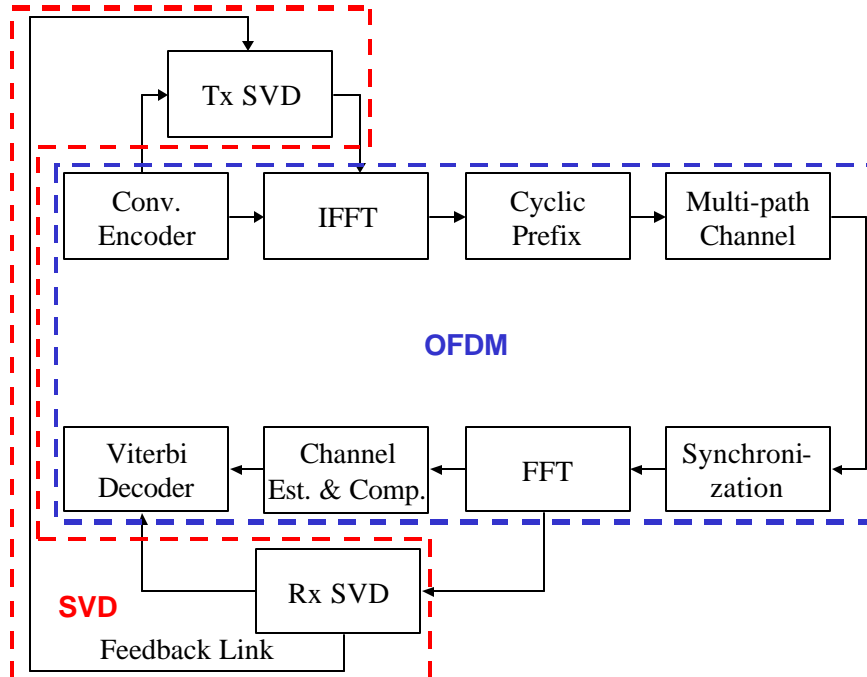 Tx SVD
Conv.
Encoder
IFFT
Cyclic
Prefix
Multi-path
Channel
OFDM
Viterbi
Decoder
Channel
Est. & Comp.
FFT
Synchroni-
zation
Rx SVD
SVD
Feedback Link